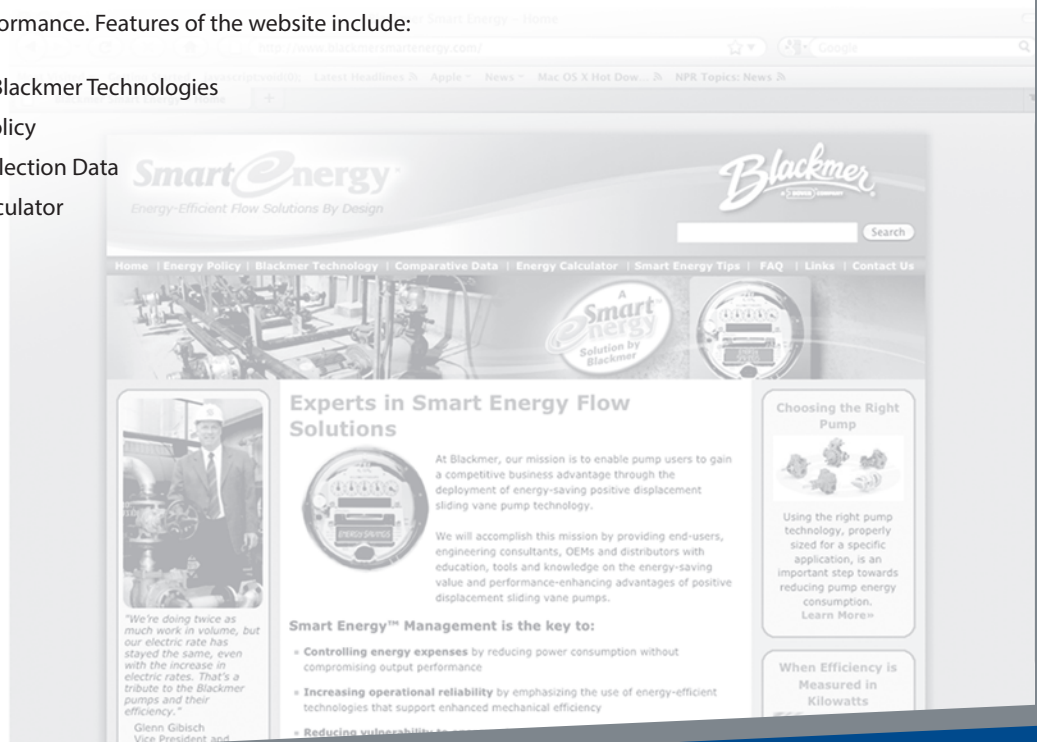 ormance. Features of the website include:
Smart Energy - Home
http://www.blackmersmartenergy.com/
Google
Latest Headlines Apple News Mac OS X Hot Dow... NPR Topics: News
Blackmer Technologies
olicy
lection Data
culator
Smart energy
Energy-Efficient Flow Solutions By Design
Blackmer
Search
Home | Energy Policy | Blackmer Technology | Comparative Data | Energy Calculator | Smart Energy Tips | FAQ | Links | Contact Us
A
Smart
energy
Solution by
Blackmer
Experts in Smart Energy Flow
Solutions
ENERGY SAVINGS
At Blackmer, our mission is to enable pump users to gain
a competitive business advantage through the
deployment of energy-saving positive displacement
sliding vane pump technology.
We will accomplish this mission by providing end-users,
engineering consultants, OEMs and distributors with
education, tools and knowledge on the energy-saving
value and performance-enhancing advantages of positive
displacement sliding vane pumps.
Smart Energy™ Management is the key to:
Controlling energy expenses by reducing power consumption without
compromising output performance
Increasing operational reliability by emphasizing the use of energy-efficient
technologies that support enhanced mechanical efficiency
Reducing vulnerability to
"We're doing twice as
much work in volume, but
our electric rate has
stayed the same, even
with the increase in
electric rates. That's a
tribute to the Blackmer
pumps and their
efficiency."
Glenn Gibisch
Vice President and
Choosing the Right
Pump
Using the right pump
technology, properly
sized for a specific
application, is an
important step towards
reducing pump energy
consumption.
Learn More»
When Efficiency is
Measured in
Kilowatts